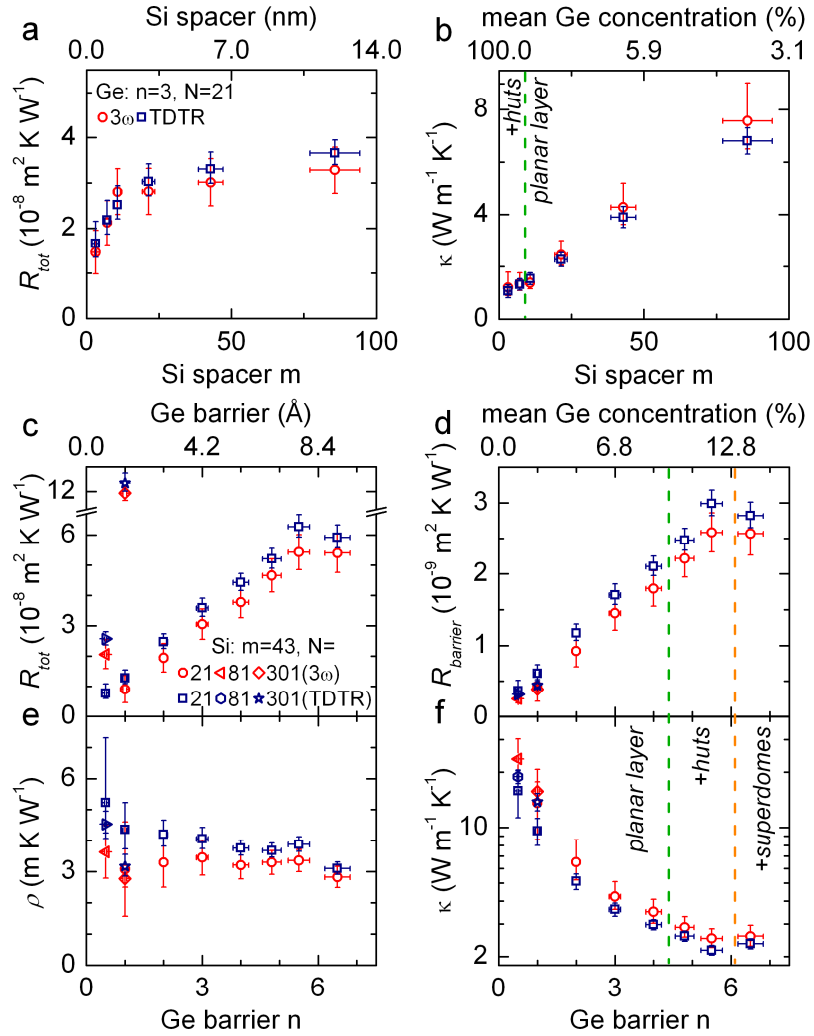 a
Si spacer (nm)
0.0 7.0 14.0
Ge: n=3, N=21
3ω TDTR
R_tot (10⁻⁸ m² K W⁻¹)
6
4
2
0
0 50 100
Si spacer m
b
mean Ge concentration (%)
100.0 5.9 3.1
+huts
planar layer
κ (W m⁻¹ K⁻¹)
8
4
0
0 50 100
Si spacer m
c
Ge barrier (Å)
0.0 4.2 8.4
R_tot (10⁻⁸ m² K W⁻¹)
12
6
3
0
Si: m=43, N=
21 81 301(3ω)
21 81 301(TDTR)
d
mean Ge concentration (%)
0.0 6.8 12.8
R_barrier (10⁻⁹ m² K W⁻¹)
3
2
1
0
e
ρ (m K W⁻¹)
6
3
0
0 3 6
Ge barrier n
f
planar layer
+huts
+superdomes
κ (W m⁻¹ K⁻¹)
10
2
0 3 6
Ge barrier n